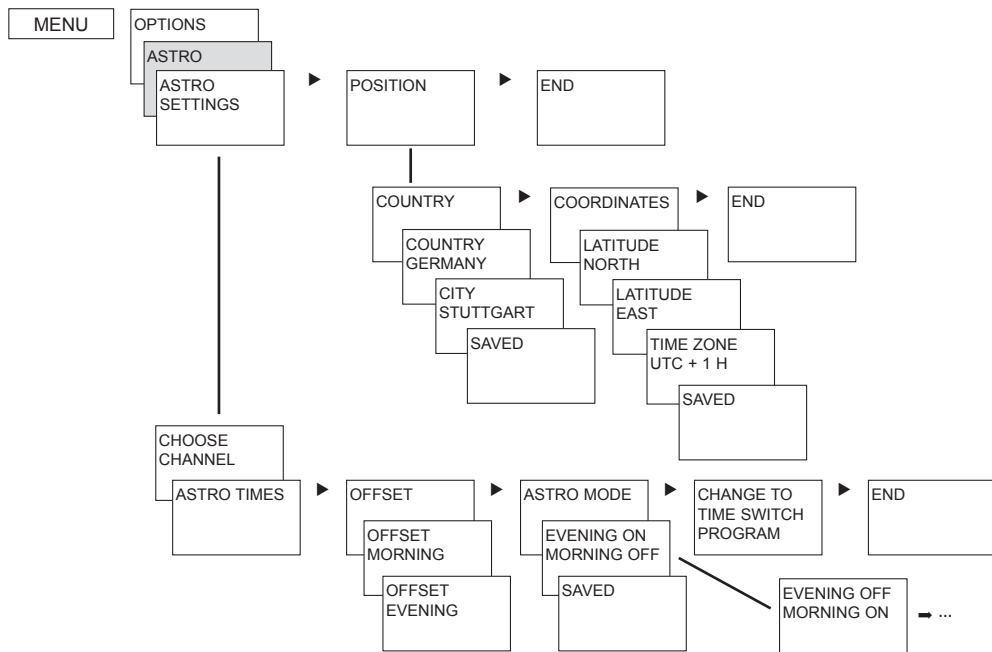 MENU
OPTIONS
ASTRO
ASTRO
SETTINGS
POSITION
END
COUNTRY
COUNTRY
GERMANY
CITY
STUTTGART
SAVED
COORDINATES
LATITUDE
NORTH
LATITUDE
EAST
TIME ZONE
UTC + 1 H
SAVED
END
CHOOSE
CHANNEL
ASTRO TIMES
OFFSET
OFFSET
MORNING
OFFSET
EVENING
ASTRO MODE
EVENING ON
MORNING OFF
SAVED
CHANGE TO
TIME SWITCH
PROGRAM
END
EVENING OFF
MORNING ON
...